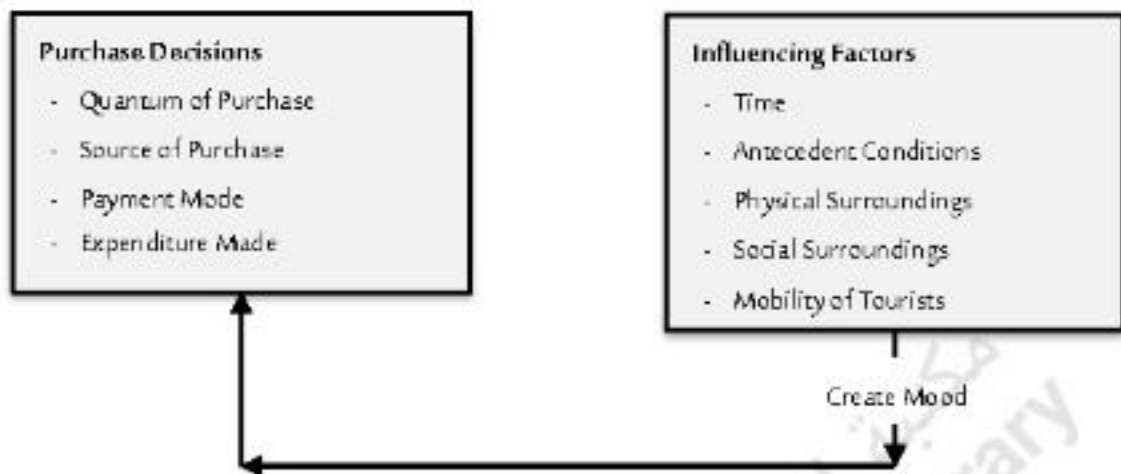 Purchase Decisions
- Quantum of Purchase
- Source of Purchase
- Payment Mode
- Expenditure Made
Influencing Factors
- Time
- Antecedent Conditions
- Physical Surroundings
- Social Surroundings
- Mobility of Tourists
Create Mood